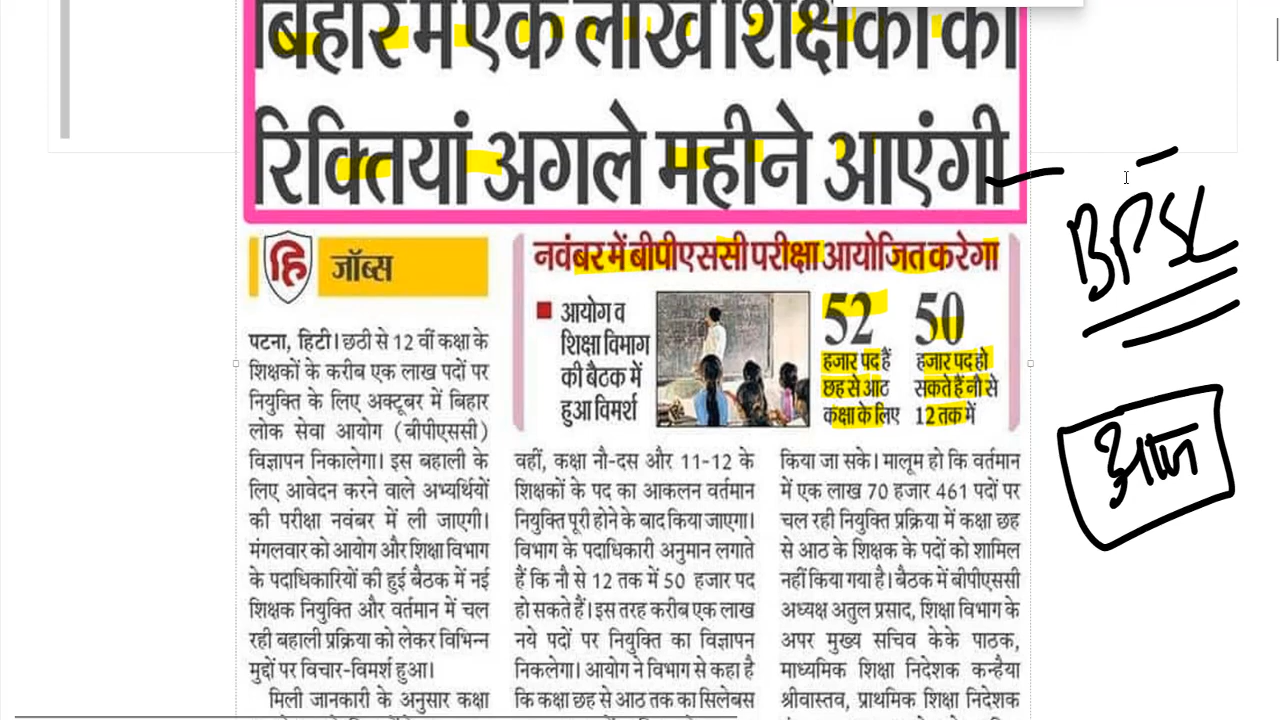 बिहार में एक लाख शिक्षकों की
रिक्तियां अगले महीने आएंगी
हि जॉब्स
नवंबर में बीपीएससी परीक्षा आयोजित करेगा
आयोग व
शिक्षा विभाग
की बैठक में
हुआ विमर्श
52
हजार पद हैं
छह से आठ
कक्षा के लिए
50
हजार पद हो
सकते हैं नौ से
12 तक में
पटना, हिटी। छठी से 12 वीं कक्षा के
शिक्षकों के करीब एक लाख पदों पर
नियुक्ति के लिए अक्टूबर में बिहार
लोक सेवा आयोग (बीपीएससी)
विज्ञापन निकालेगा। इस बहाली के
लिए आवेदन करने वाले अभ्यर्थियों
की परीक्षा नवंबर में ली जाएगी।
मंगलवार को आयोग और शिक्षा विभाग
के पदाधिकारियों की हुई बैठक में नई
शिक्षक नियुक्ति और वर्तमान में चल
रही बहाली प्रक्रिया को लेकर विभिन्न
मुद्दों पर विचार-विमर्श हुआ।
मिली जानकारी के अनुसार कक्षा
वहीं, कक्षा नौ-दस और 11-12 के
शिक्षकों के पद का आकलन वर्तमान
नियुक्ति पूरी होने के बाद किया जाएगा।
विभाग के पदाधिकारी अनुमान लगाते
हैं कि नौ से 12 तक में 50 हजार पद
हो सकते हैं। इस तरह करीब एक लाख
नये पदों पर नियुक्ति का विज्ञापन
निकलेगा। आयोग ने विभाग से कहा है
कि कक्षा छह से आठ तक का सिलेबस
किया जा सके। मालूम हो कि वर्तमान
में एक लाख 70 हजार 461 पदों पर
चल रही नियुक्ति प्रक्रिया में कक्षा छह
से आठ के शिक्षक के पदों को शामिल
नहीं किया गया है। बैठक में बीपीएससी
अध्यक्ष अतुल प्रसाद, शिक्षा विभाग के
अपर मुख्य सचिव केके पाठक,
माध्यमिक शिक्षा निदेशक कन्हैया
श्रीवास्तव, प्राथमिक शिक्षा निदेशक
BPSC
आज